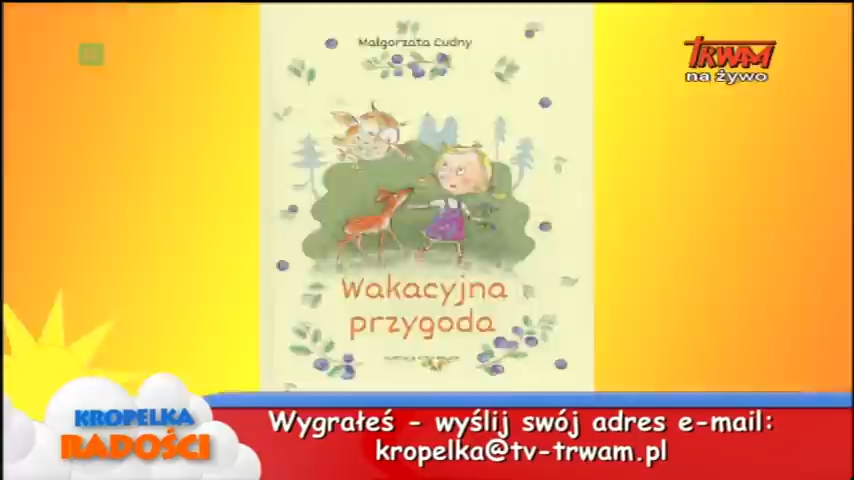 Małgorzata Cudny
TRWAM
na żywo
Wakacyjna
przygoda
KROPELKA
RADOŚCI
Wygrałeś - wyślij swój adres e-mail:
kropelka@tv-trwam.pl